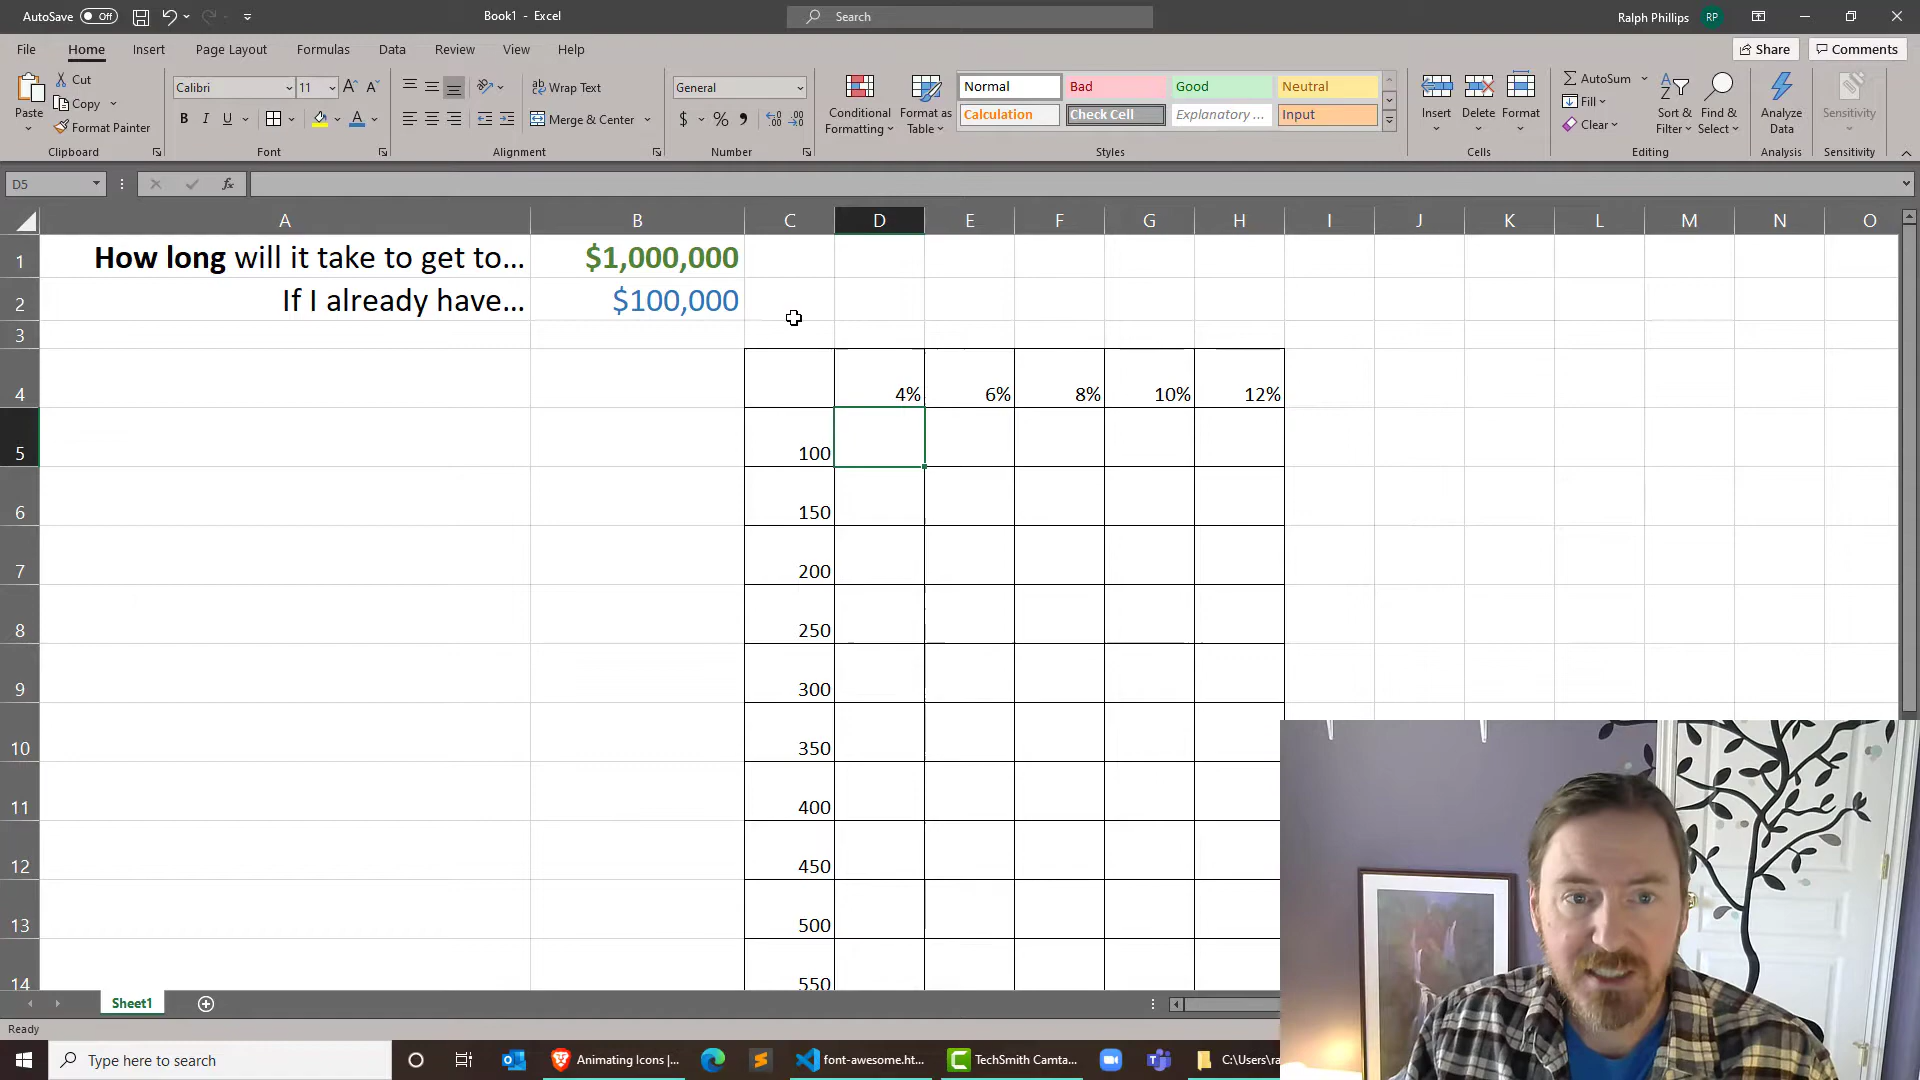 AutoSave Off Book1 - Excel Search Ralph Phillips RP
File Home Insert Page Layout Formulas Data Review View Help Share Comments
Paste Cut Copy Format Painter
Clipboard
Calibri 11 A A
B I U A
Font
Wrap Text
Merge & Center
Alignment
General
$ %
Number
Conditional Formatting
Format as Table
Normal Bad Good Neutral
Calculation Check Cell Explanatory ... Input
Styles
Insert Delete Format
Cells
AutoSum
Fill
Clear
Sort & Filter
Find & Select
Editing
Analyze Data
Analysis
Sensitivity
Sensitivity
D5 fx
A B C D E F G H I J K L M N O
1 How long will it take to get to... $1,000,000
2 If I already have... $100,000
3
4 4% 6% 8% 10% 12%
5 100
6 150
7 200
8 250
9 300
10 350
11 400
12 450
13 500
14 550
Sheet1
Ready
Type here to search Animating Icons |... font-awesome.ht... TechSmith Camta... C:\Users\ra